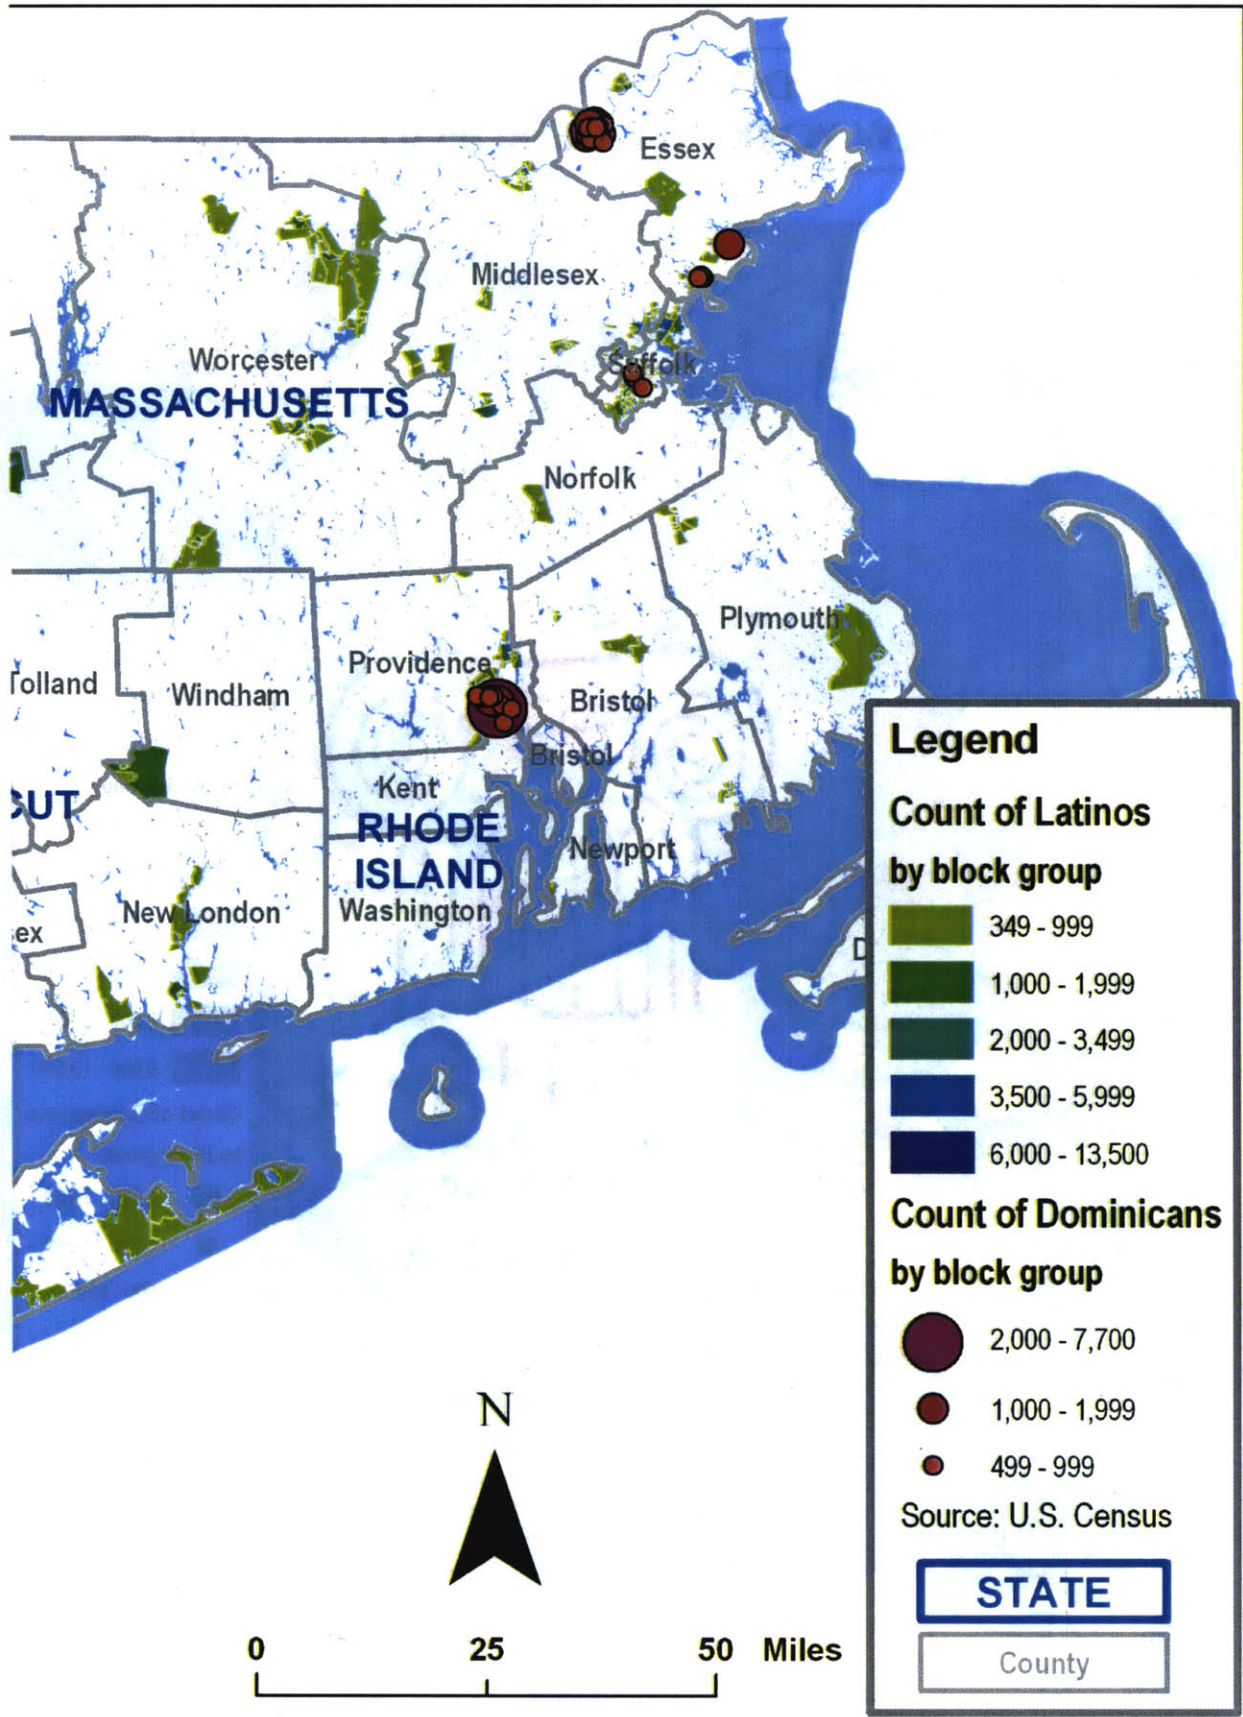 Essex
Middlesex
Worcester
Suffolk
MASSACHUSETTS
Norfolk
Plymouth
Providence
Tolland
Windham
Bristol
Bristol
Kent
CUT
RHODE
ISLAND
Newport
New London
Washington
ex
D
Legend
Count of Latinos
by block group
349 - 999
1,000 - 1,999
2,000 - 3,499
3,500 - 5,999
6,000 - 13,500
Count of Dominicans
by block group
2,000 - 7,700
1,000 - 1,999
499 - 999
Source: U.S. Census
STATE
County
N
0 25 50 Miles